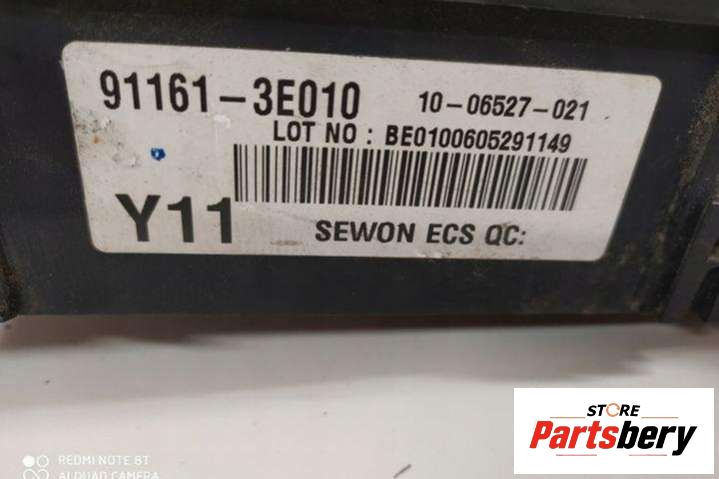 91161-3E010 10-06527-021
LOT NO : BE0100605291149
Y11 SEWON ECS QC:
STORE
Partsbery
REDMI NOTE 8T
AI QUAD CAMERA